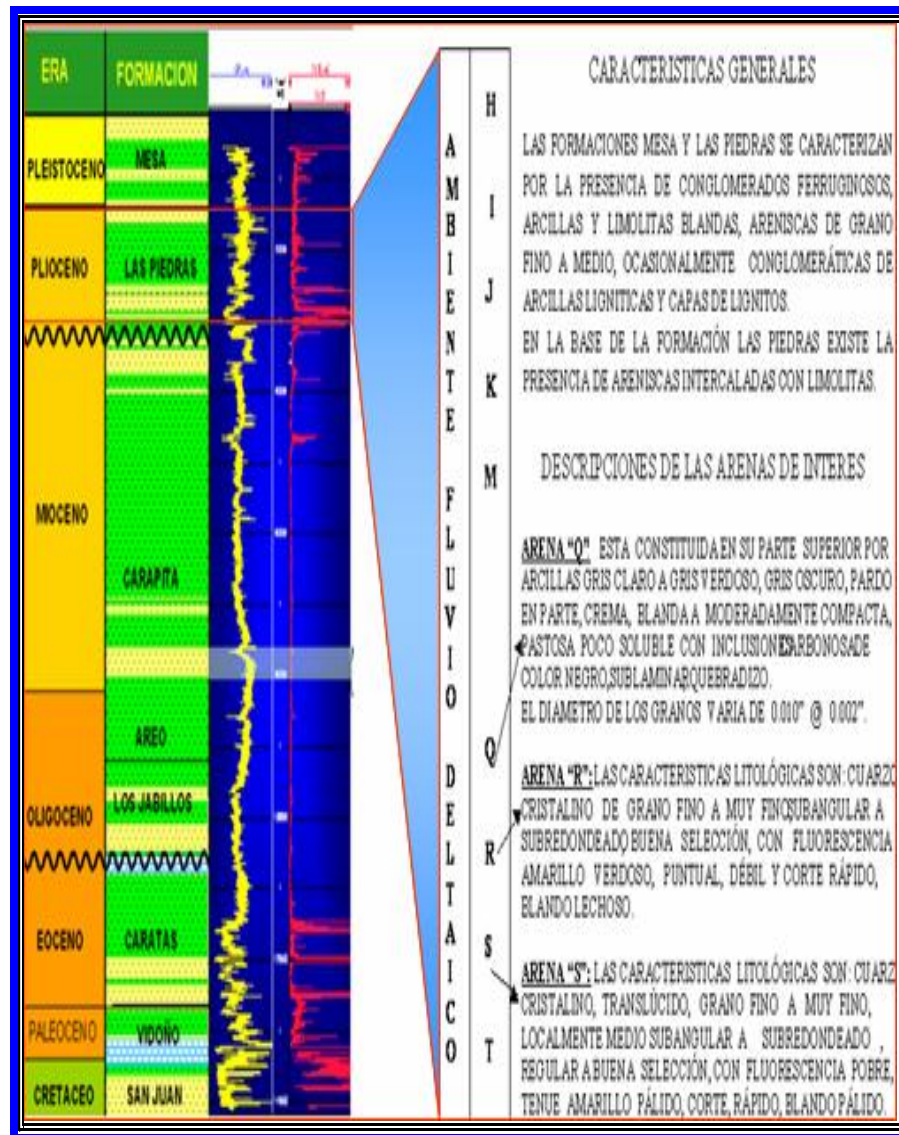 ERA
FORMACION
PLEISTOCENO
MESA
PLIOCENO
LAS PIEDRAS
MIOCENO
CARAPITA
AREO
OLIGOCENO
LOS JABILLOS
EOCENO
CARATAS
PALEOCENO
VIDOÑO
CRETACEO
SAN JUAN
AMBIENTE FLUVIO DELTAICO
H
I
J
K
M
Q
R
S
T
CARACTERISTICAS GENERALES
LAS FORMACIONES MESA Y LAS PIEDRAS SE CARACTERIZAN
POR LA PRESENCIA DE CONGLOMERADOS FERRUGINOSOS,
ARCILLAS Y LIMOLITAS BLANDAS, ARENISCAS DE GRANO
FINO A MEDIO, OCASIONALMENTE CONGLOMERÁTICAS DE
ARCILLAS LIGNITICAS Y CAPAS DE LIGNITOS.
EN LA BASE DE LA FORMACIÓN LAS PIEDRAS EXISTE LA
PRESENCIA DE ARENISCAS INTERCALADAS CON LIMOLITAS.
DESCRIPCIONES DE LAS ARENAS DE INTERES
ARENA "Q" ESTA CONSTITUIDA EN SU PARTE SUPERIOR POR
ARCILLAS GRIS CLARO A GRIS VERDOSO, GRIS OSCURO, PARDO
EN PARTE, CREMA, BLANDA A MODERADAMENTE COMPACTA,
PASTOSA POCO SOLUBLE CON INCLUSIONES CARBONOSA DE
COLOR NEGRO, SUBLAMINAR, QUEBRADIZO.
EL DIAMETRO DE LOS GRANOS VARIA DE 0.010" @ 0.002".
ARENA "R": LAS CARACTERISTICAS LITOLÓGICAS SON: CUARZO
CRISTALINO DE GRANO FINO A MUY FINO, SUBANGULAR A
SUBREDONDEADO, BUENA SELECCIÓN, CON FLUORESCENCIA
AMARILLO VERDOSO, PUNTUAL, DÉBIL Y CORTE RÁPIDO,
BLANDO LECHOSO.
ARENA "S": LAS CARACTERISTICAS LITOLÓGICAS SON: CUARZ
CRISTALINO, TRANSLÚCIDO, GRANO FINO A MUY FINO,
LOCALMENTE MEDIO SUBANGULAR A SUBREDONDEADO ,
REGULAR A BUENA SELECCIÓN, CON FLUORESCENCIA POBRE,
TENUE AMARILLO PÁLIDO, CORTE, RÁPIDO, BLANDO PÁLIDO.